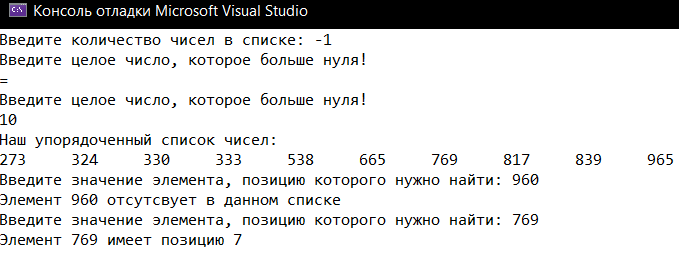 Консоль отладки Microsoft Visual Studio
Введите количество чисел в списке: -1
Введите целое число, которое больше нуля!
=
Введите целое число, которое больше нуля!
10
Наш упорядоченный список чисел:
273 324 330 333 538 665 769 817 839 965
Введите значение элемента, позицию которого нужно найти: 960
Элемент 960 отсутсвует в данном списке
Введите значение элемента, позицию которого нужно найти: 769
Элемент 769 имеет позицию 7